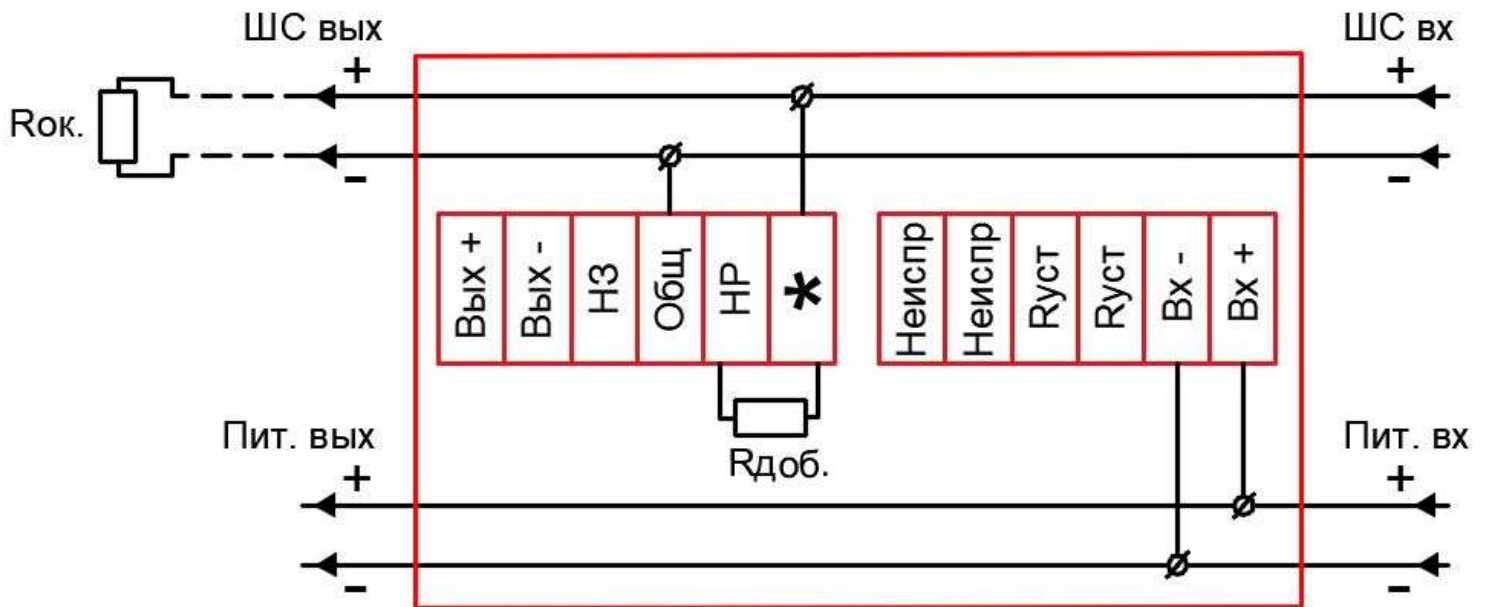 ШС вых
ШС вх
+
+
Rок.
-
-
Вых +
Вых -
НЗ
Общ
НР
*
Неиспр
Неиспр
Rуст
Rуст
Вх -
Вх +
Rдоб.
Пит. вых
Пит. вх
+
+
-
-